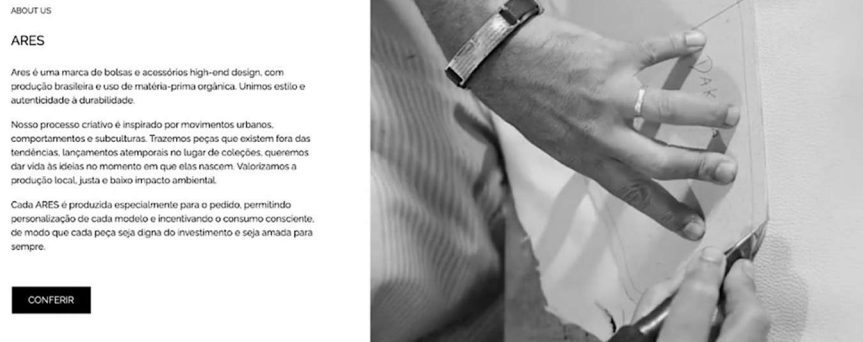 ABOUT US
ARES
Ares é uma marca de bolsas e acessórios high-end design, com
produção brasileira e uso de matéria-prima orgânica. Unimos estilo e
autenticidade à durabilidade.
Nosso processo criativo é inspirado por movimentos urbanos,
comportamentos e subculturas. Trazemos peças que existem fora das
tendências, lançamentos atemporais no lugar de coleções, queremos
dar vida às ideias no momento em que elas nascem. Valorizamos a
produção local, justa e baixo impacto ambiental.
Cada ARES é produzida especialmente para o pedido, permitindo
personalização de cada modelo e incentivando o consumo consciente,
de modo que cada peça seja digna do investimento e seja amada para
sempre.
CONFERIR